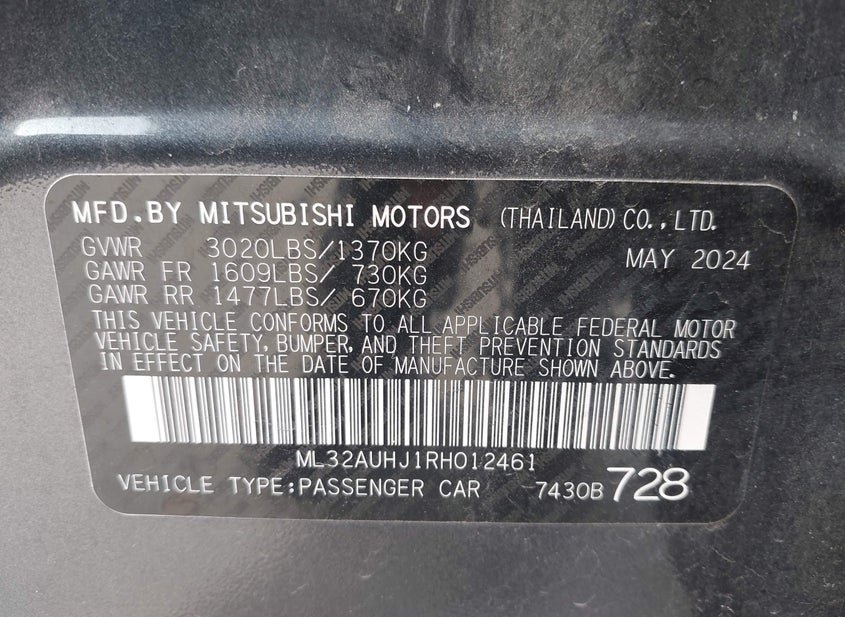 MFD.BY MITSUBISHI MOTORS (THAILAND) CO.,LTD.
GVWR 3020LBS/1370KG MAY 2024
GAWR FR 1609LBS/ 730KG
GAWR RR 1477LBS/ 670KG
THIS VEHICLE CONFORMS TO ALL APPLICABLE FEDERAL MOTOR
VEHICLE SAFETY, BUMPER, AND THEFT PREVENTION STANDARDS
IN EFFECT ON THE DATE OF MANUFACTURE SHOWN ABOVE.
ML32AUHJ1RH012461
VEHICLE TYPE:PASSENGER CAR 7430B 728